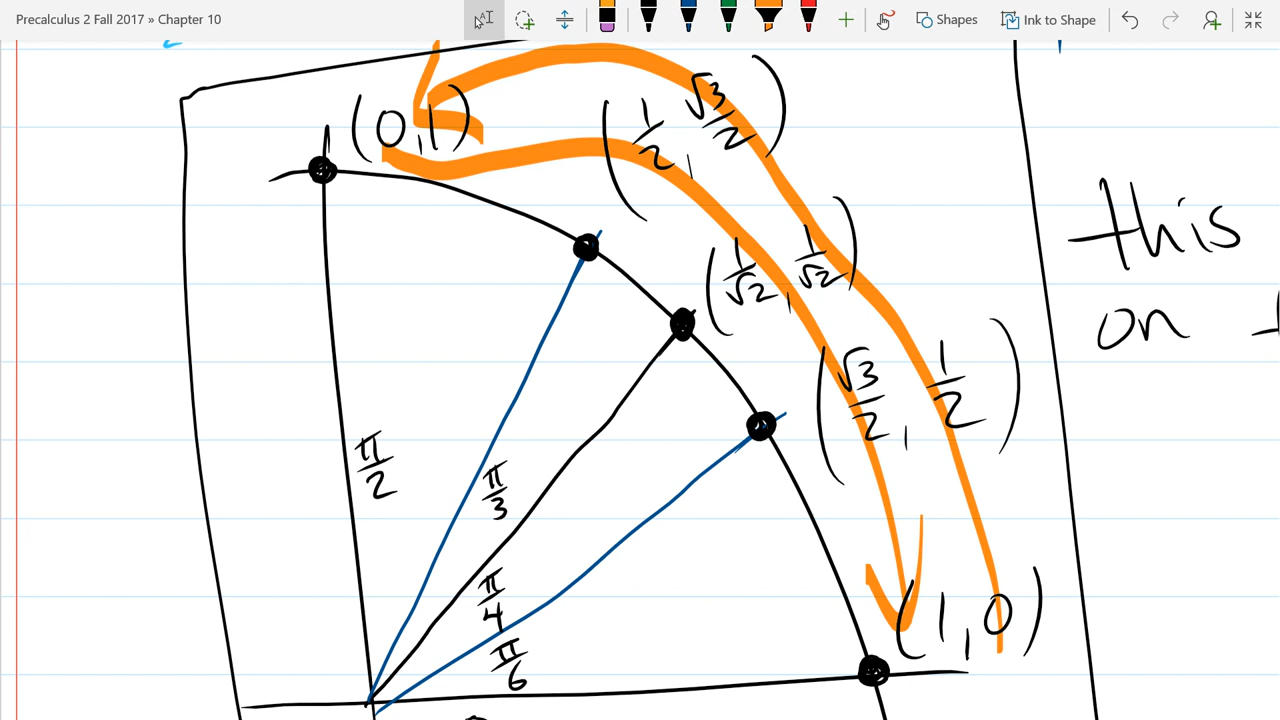 Precalculus 2 Fall 2017 » Chapter 10
Shapes
Ink to Shape
(0,1)
(1/2, √3/2)
(1/√2, 1/√2)
(√3/2, 1/2)
(1,0)
π/2
π/3
π/4
π/6
this
on